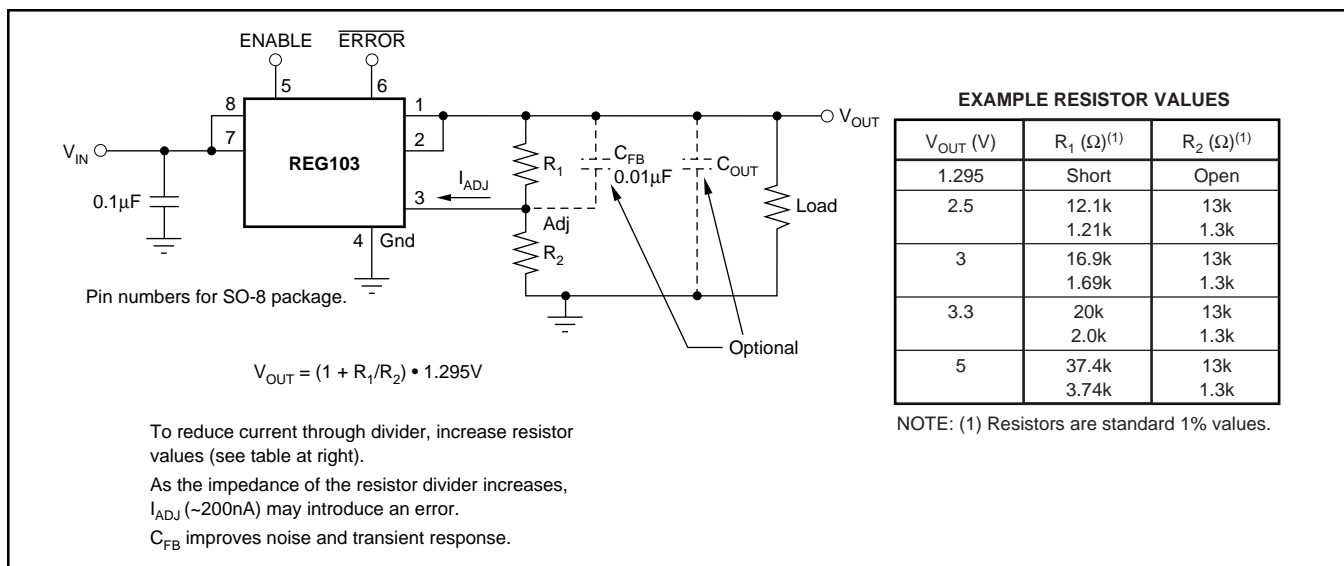 ENABLE
ERROR
5
6
8
7
1
2
3
4
REG103
V_IN
0.1µF
I_ADJ
Gnd
Adj
R_1
R_2
C_FB
0.01µF
C_OUT
Load
V_OUT
Optional
Pin numbers for SO-8 package.
V_OUT = (1 + R_1/R_2) • 1.295V
To reduce current through divider, increase resistor
values (see table at right).
As the impedance of the resistor divider increases,
I_ADJ (~200nA) may introduce an error.
C_FB improves noise and transient response.
EXAMPLE RESISTOR VALUES
V_OUT (V) R_1 (Ω)(1) R_2 (Ω)(1)
1.295 Short Open
2.5 12.1k 13k
1.21k 1.3k
3 16.9k 13k
1.69k 1.3k
3.3 20k 13k
2.0k 1.3k
5 37.4k 13k
3.74k 1.3k
NOTE: (1) Resistors are standard 1% values.